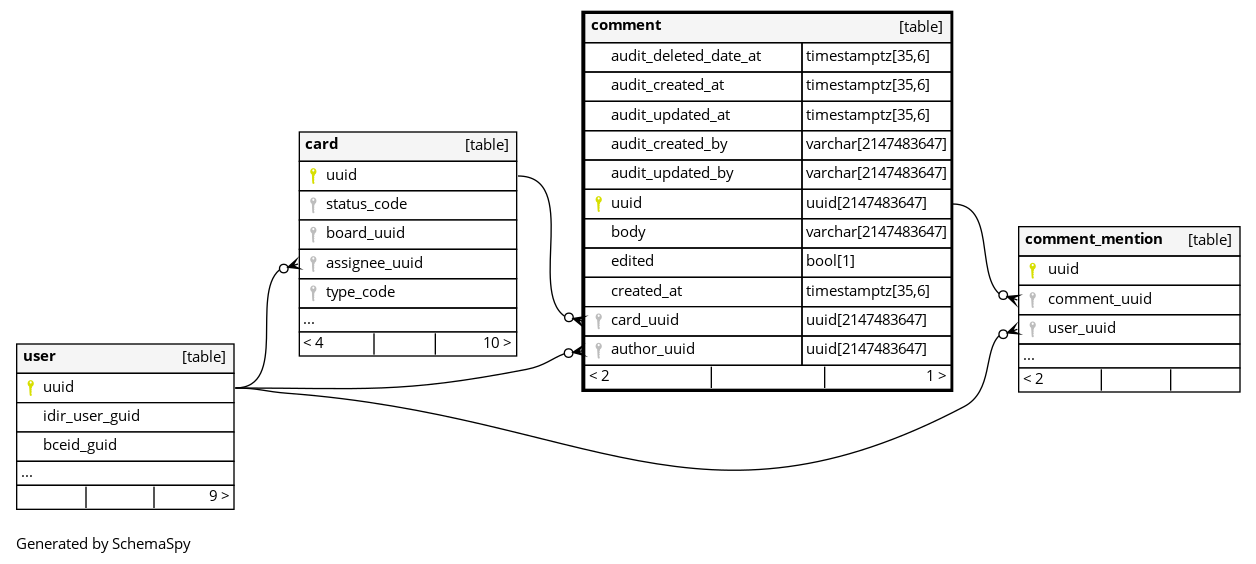 comment [table]
audit_deleted_date_at timestamptz[35,6]
audit_created_at timestamptz[35,6]
audit_updated_at timestamptz[35,6]
audit_created_by varchar[2147483647]
audit_updated_by varchar[2147483647]
uuid uuid[2147483647]
body varchar[2147483647]
edited bool[1]
created_at timestamptz[35,6]
card_uuid uuid[2147483647]
author_uuid uuid[2147483647]
< 2 1 >
card [table]
uuid
status_code
board_uuid
assignee_uuid
type_code
...
< 4 10 >
comment_mention [table]
uuid
comment_uuid
user_uuid
...
< 2
user [table]
uuid
idir_user_guid
bceid_guid
...
9 >
Generated by SchemaSpy